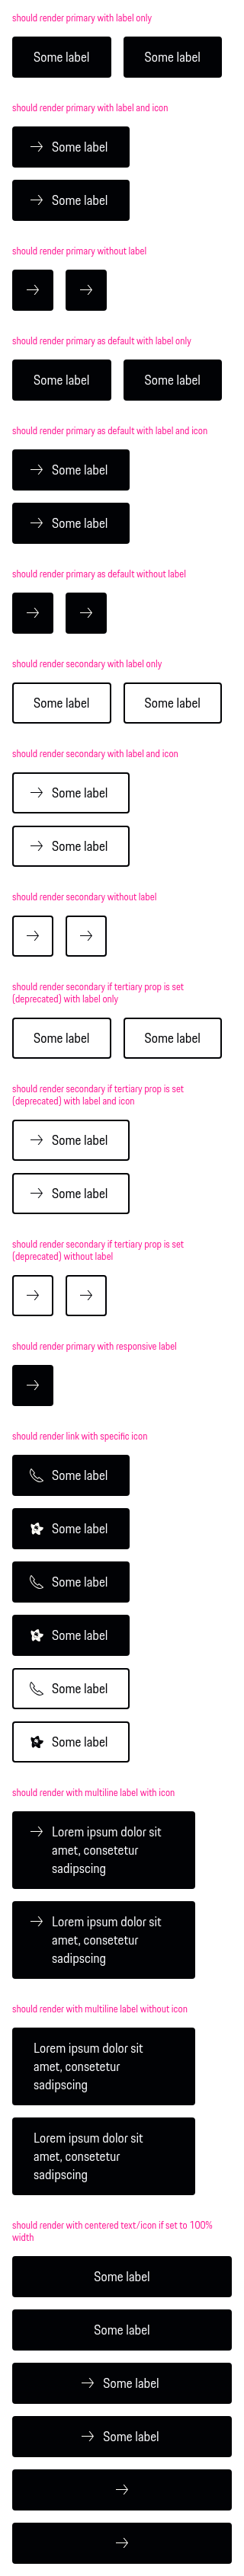 should render primary with label only
Some label Some label
should render primary with label and icon
Some label
Some label
should render primary without label
should render primary as default with label only
Some label Some label
should render primary as default with label and icon
Some label
Some label
should render primary as default without label
should render secondary with label only
Some label Some label
should render secondary with label and icon
Some label
Some label
should render secondary without label
should render secondary if tertiary prop is set
(deprecated) with label only
Some label Some label
should render secondary if tertiary prop is set
(deprecated) with label and icon
Some label
Some label
should render secondary if tertiary prop is set
(deprecated) without label
should render primary with responsive label
should render link with specific icon
Some label
Some label
Some label
Some label
Some label
Some label
should render with multiline label with icon
Lorem ipsum dolor sit
amet, consetetur
sadipscing
Lorem ipsum dolor sit
amet, consetetur
sadipscing
should render with multiline label without icon
Lorem ipsum dolor sit
amet, consetetur
sadipscing
Lorem ipsum dolor sit
amet, consetetur
sadipscing
should render with centered text/icon if set to 100%
width
Some label
Some label
Some label
Some label